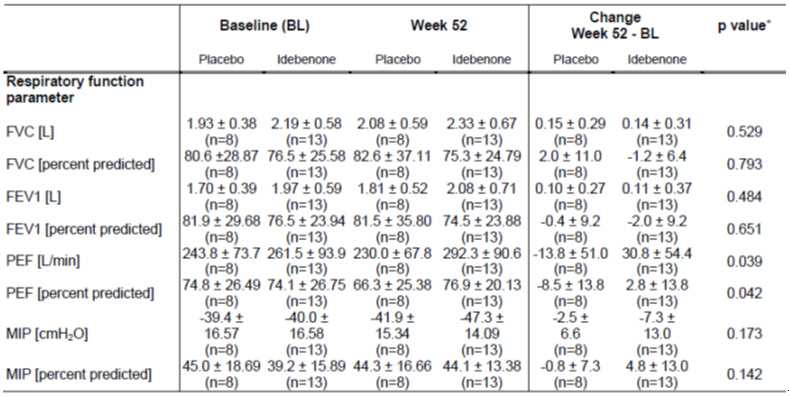 Baseline (BL) Week 52 Change Week 52 - BL p value*
Placebo Idebenone Placebo Idebenone Placebo Idebenone
Respiratory function parameter
FVC [L] 1.93 ± 0.38 (n=8) 2.19 ± 0.58 (n=13) 2.08 ± 0.59 (n=8) 2.33 ± 0.67 (n=13) 0.15 ± 0.29 (n=8) 0.14 ± 0.31 (n=13) 0.529
FVC [percent predicted] 80.6 ±28.87 (n=8) 76.5 ± 25.58 (n=13) 82.6 ± 37.11 (n=8) 75.3 ± 24.79 (n=13) 2.0 ± 11.0 (n=8) -1.2 ± 6.4 (n=13) 0.793
FEV1 [L] 1.70 ± 0.39 (n=8) 1.97 ± 0.59 (n=13) 1.81 ± 0.52 (n=8) 2.08 ± 0.71 (n=13) 0.10 ± 0.27 (n=8) 0.11 ± 0.37 (n=13) 0.484
FEV1 [percent predicted] 81.9 ± 29.68 (n=8) 76.5 ± 23.94 (n=13) 81.5 ± 35.80 (n=8) 74.5 ± 23.88 (n=13) -0.4 ± 9.2 (n=8) -2.0 ± 9.2 (n=13) 0.651
PEF [L/min] 243.8 ± 73.7 (n=8) 261.5 ± 93.9 (n=13) 230.0 ± 67.8 (n=8) 292.3 ± 90.6 (n=13) -13.8 ± 51.0 (n=8) 30.8 ± 54.4 (n=13) 0.039
PEF [percent predicted] 74.8 ± 26.49 (n=8) 74.1 ± 26.75 (n=13) 66.3 ± 25.38 (n=8) 76.9 ± 20.13 (n=13) -8.5 ± 13.8 (n=8) 2.8 ± 13.8 (n=13) 0.042
MIP [cmH₂O] -39.4 ± 16.57 (n=8) -40.0 ± 16.58 (n=13) -41.9 ± 15.34 (n=8) -47.3 ± 14.09 (n=13) -2.5 ± 6.6 (n=8) -7.3 ± 13.0 (n=13) 0.173
MIP [percent predicted] 45.0 ± 18.69 (n=8) 39.2 ± 15.89 (n=13) 44.3 ± 16.66 (n=8) 44.1 ± 13.38 (n=13) -0.8 ± 7.3 (n=8) 4.8 ± 13.0 (n=13) 0.142